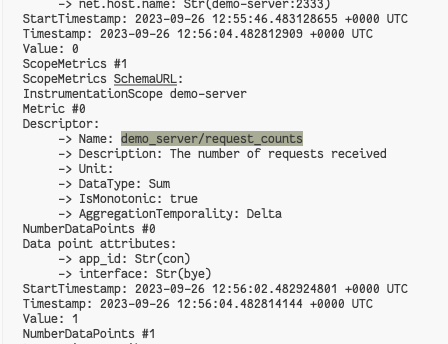 -> net.host.name: Str(demo-server:2333)
StartTimestamp: 2023-09-26 12:55:46.483128655 +0000 UTC
Timestamp: 2023-09-26 12:56:04.482812909 +0000 UTC
Value: 0
ScopeMetrics #1
ScopeMetrics SchemaURL:
InstrumentationScope demo-server
Metric #0
Descriptor:
-> Name: demo_server/request_counts
-> Description: The number of requests received
-> Unit:
-> DataType: Sum
-> IsMonotonic: true
-> AggregationTemporality: Delta
NumberDataPoints #0
Data point attributes:
-> app_id: Str(con)
-> interface: Str(bye)
StartTimestamp: 2023-09-26 12:56:02.482924801 +0000 UTC
Timestamp: 2023-09-26 12:56:04.482814144 +0000 UTC
Value: 1
NumberDataPoints #1